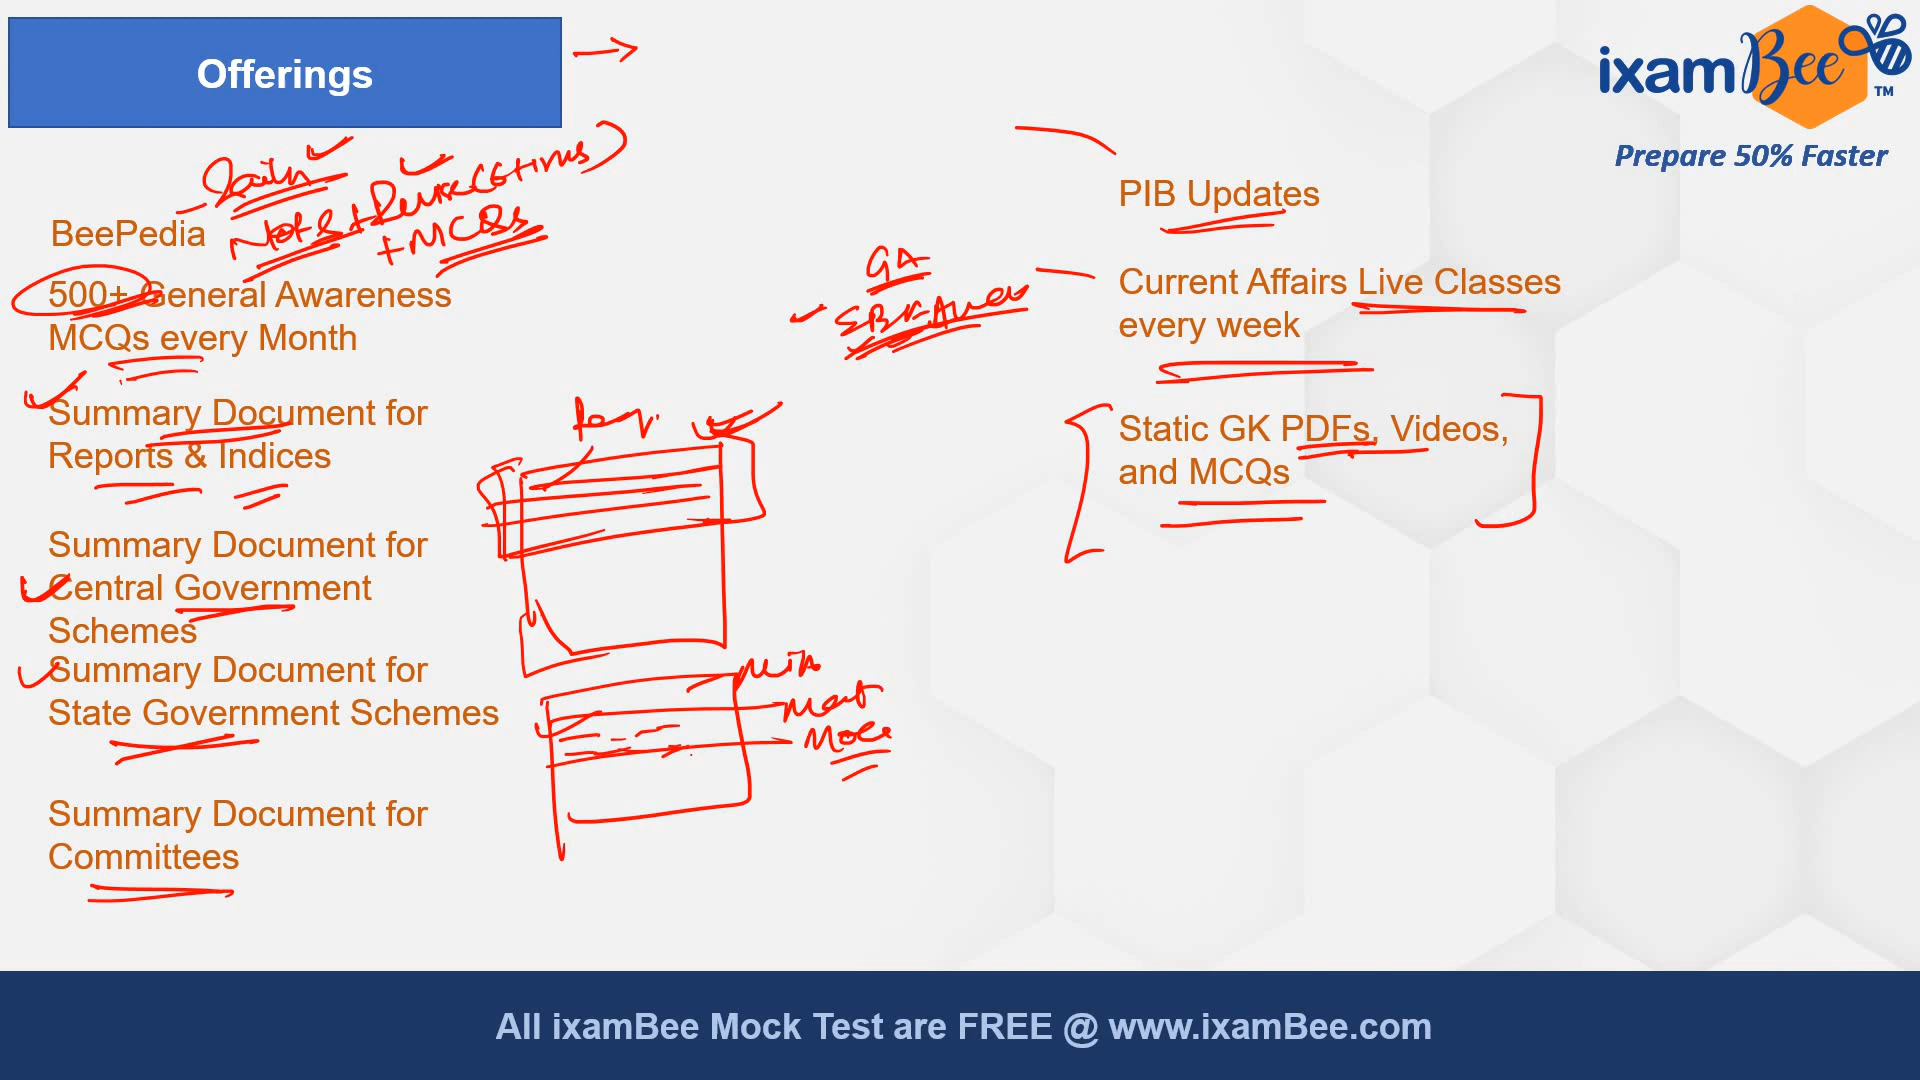 Offerings
ixamBee TM
Prepare 50% Faster
BeePedia
Notes +
+ MCQs
500+ General Awareness
MCQs every Month
Summary Document for
Reports & Indices
Summary Document for
Central Government
Schemes
Summary Document for
State Government Schemes
Summary Document for
Committees
GA
PIB Updates
Current Affairs Live Classes
every week
Static GK PDFs, Videos,
and MCQs
All ixamBee Mock Test are FREE @ www.ixamBee.com